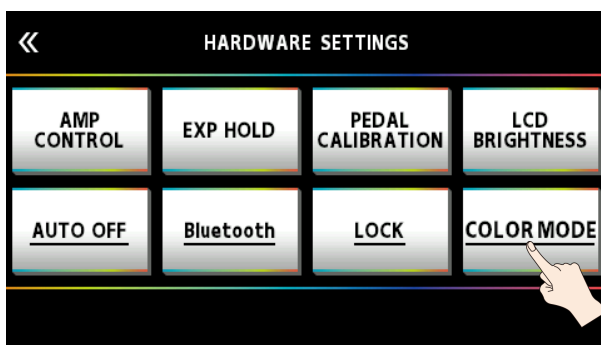 HARDWARE SETTINGS
AMP
CONTROL
EXP HOLD
PEDAL
CALIBRATION
LCD
BRIGHTNESS
AUTO OFF
Bluetooth
LOCK
COLOR MODE